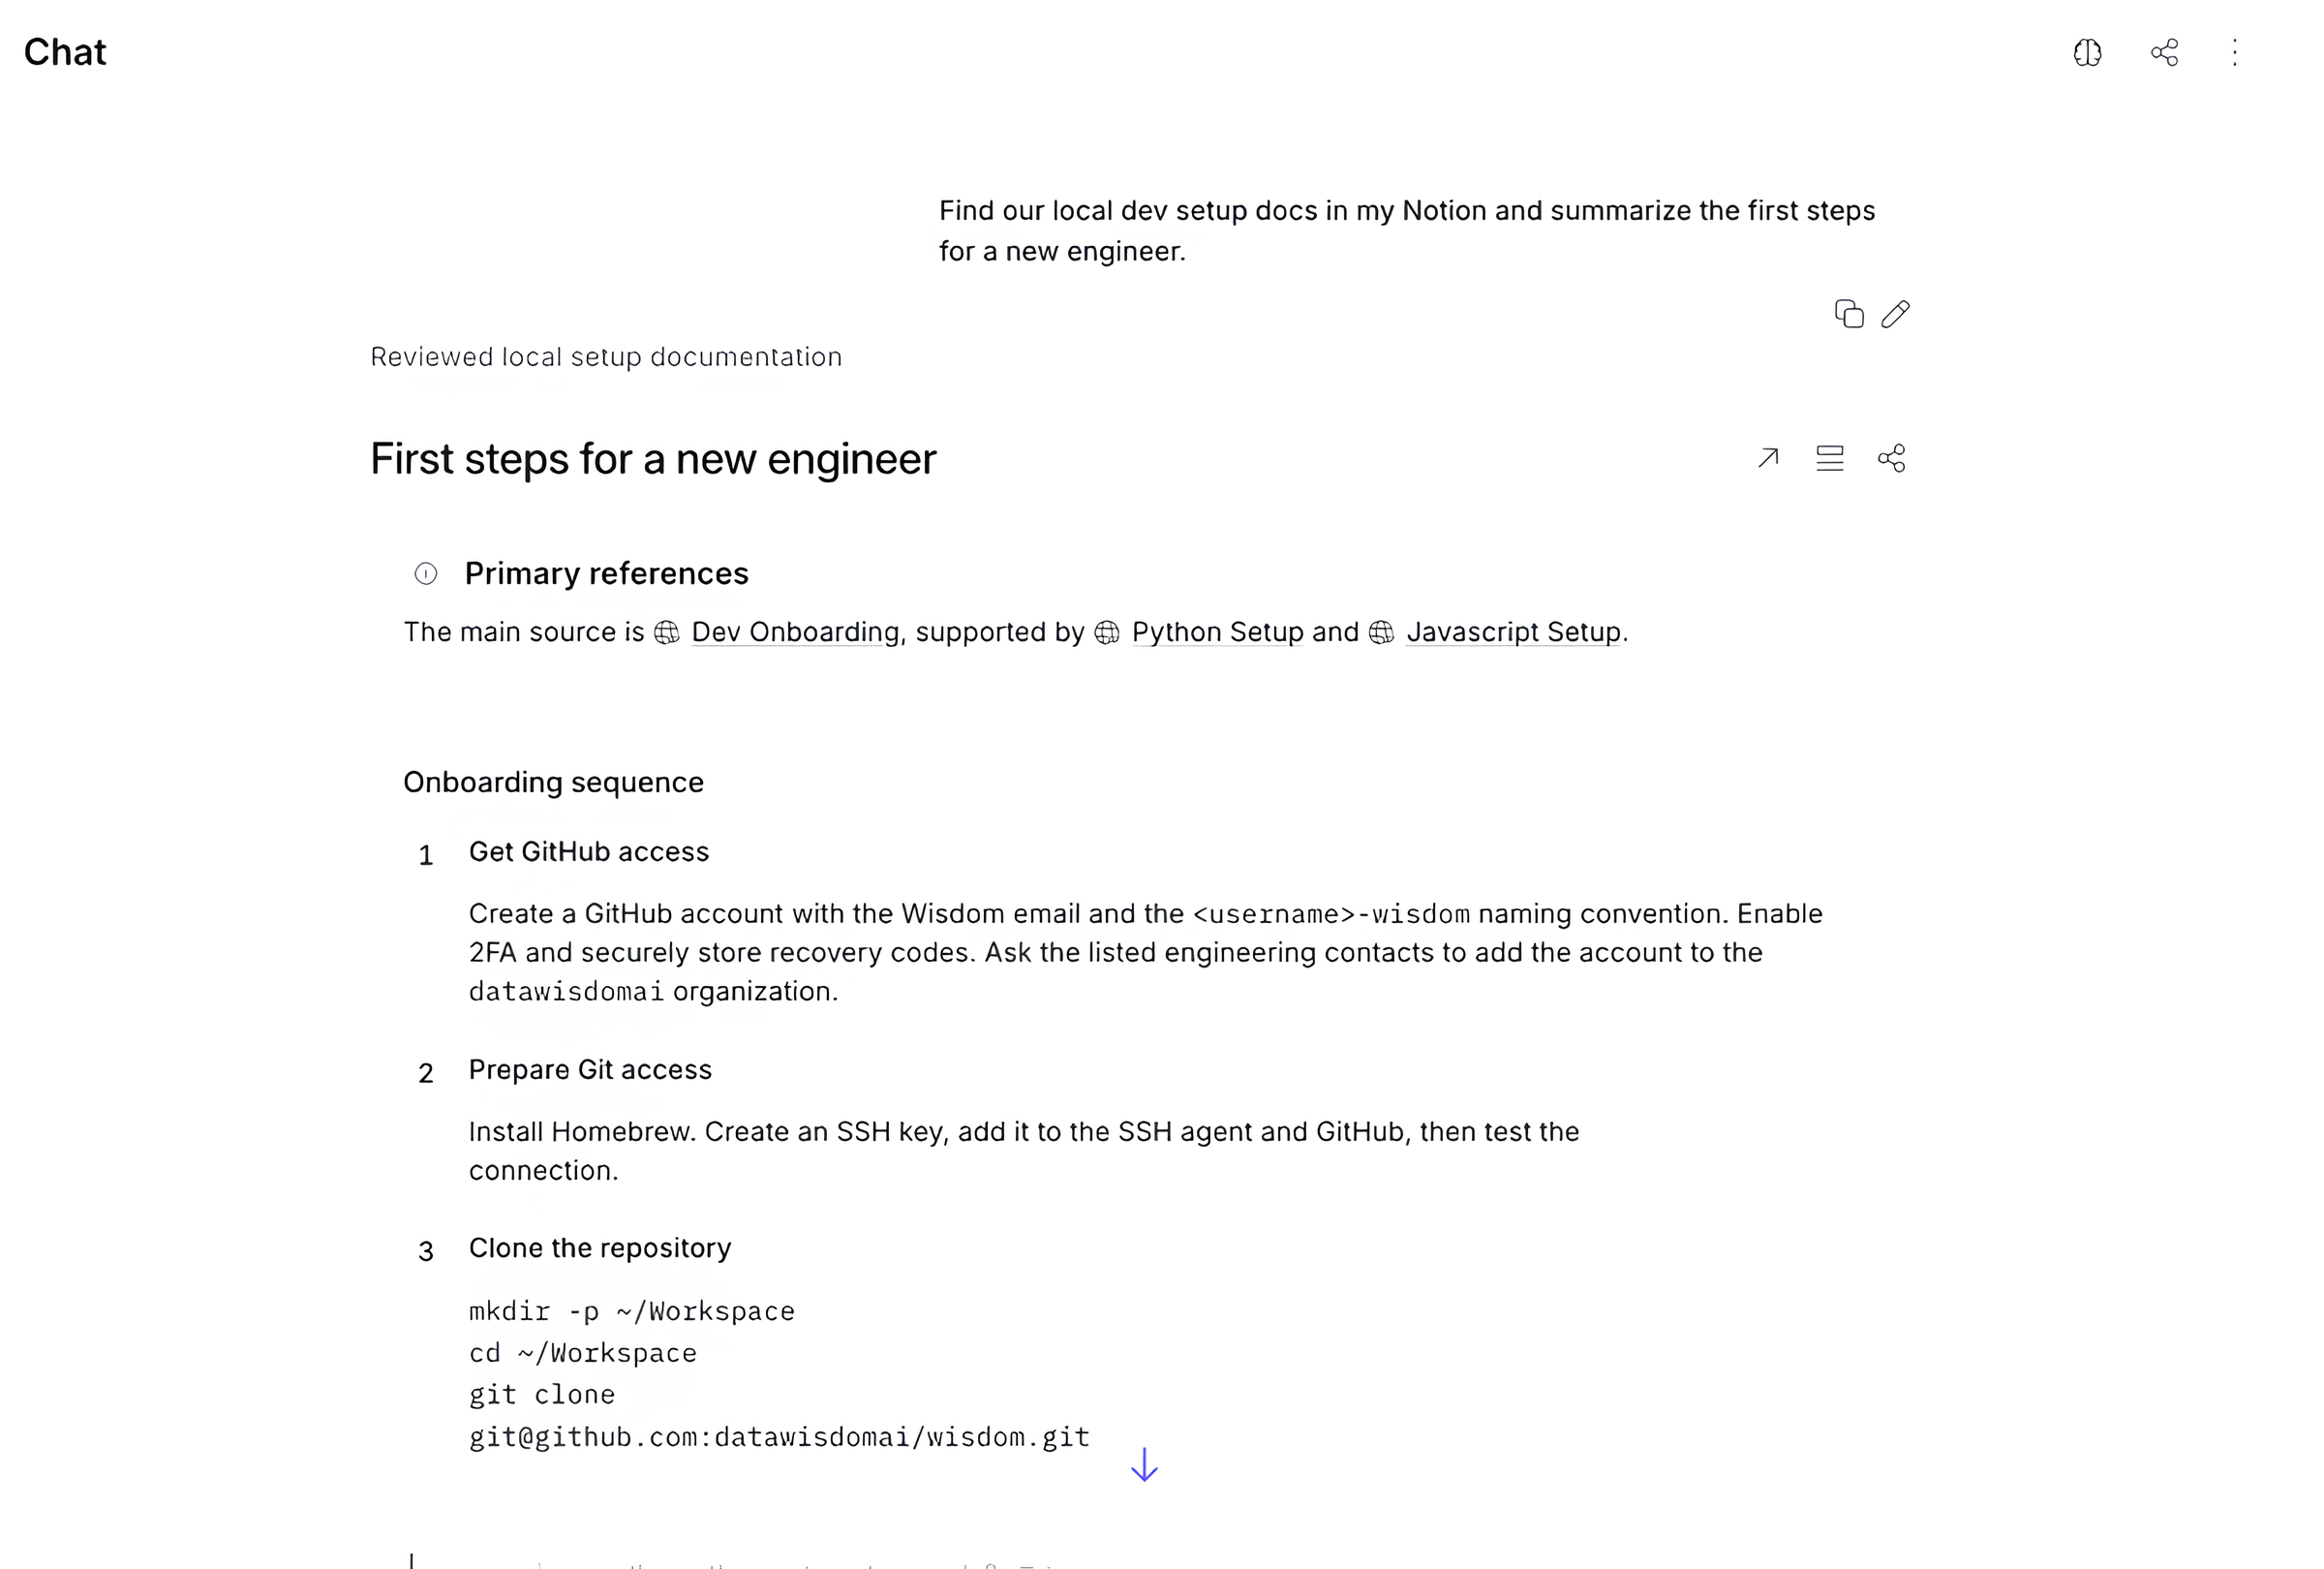 Chat
Find our local dev setup docs in my Notion and summarize the first steps
for a new engineer.
Reviewed local setup documentation
First steps for a new engineer
Primary references
The main source is Dev Onboarding, supported by Python Setup and Javascript Setup.
Onboarding sequence
1 Get GitHub access
Create a GitHub account with the Wisdom email and the <username>-wisdom naming convention. Enable
2FA and securely store recovery codes. Ask the listed engineering contacts to add the account to the
datawisdomai organization.
2 Prepare Git access
Install Homebrew. Create an SSH key, add it to the SSH agent and GitHub, then test the
connection.
3 Clone the repository
mkdir -p ~/Workspace
cd ~/Workspace
git clone
git@github.com:datawisdomai/wisdom.git